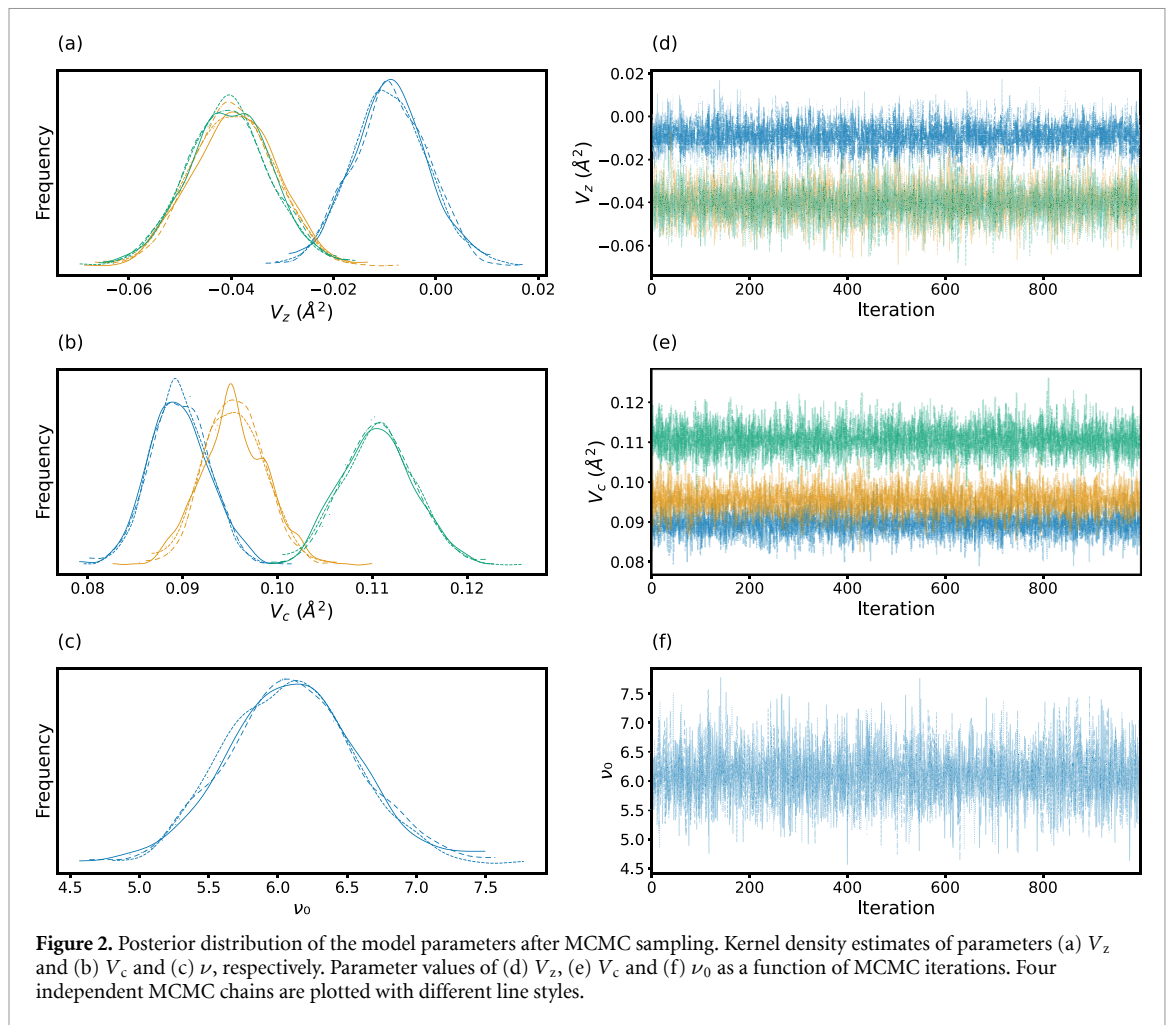 (a)
Frequency
−0.06 −0.04 −0.02 0.00 0.02
V_z (Å²)
(d)
V_z (Å²)
0.02
0.00
−0.02
−0.04
−0.06
0 200 400 600 800
Iteration
(b)
Frequency
0.08 0.09 0.10 0.11 0.12
V_c (Å²)
(e)
V_c (Å²)
0.12
0.11
0.10
0.09
0.08
0 200 400 600 800
Iteration
(c)
Frequency
4.5 5.0 5.5 6.0 6.5 7.0 7.5
ν₀
(f)
ν₀
7.5
7.0
6.5
6.0
5.5
5.0
4.5
0 200 400 600 800
Iteration
Figure 2. Posterior distribution of the model parameters after MCMC sampling. Kernel density estimates of parameters (a) V_z
and (b) V_c and (c) ν, respectively. Parameter values of (d) V_z, (e) V_c and (f) ν₀ as a function of MCMC iterations. Four
independent MCMC chains are plotted with different line styles.